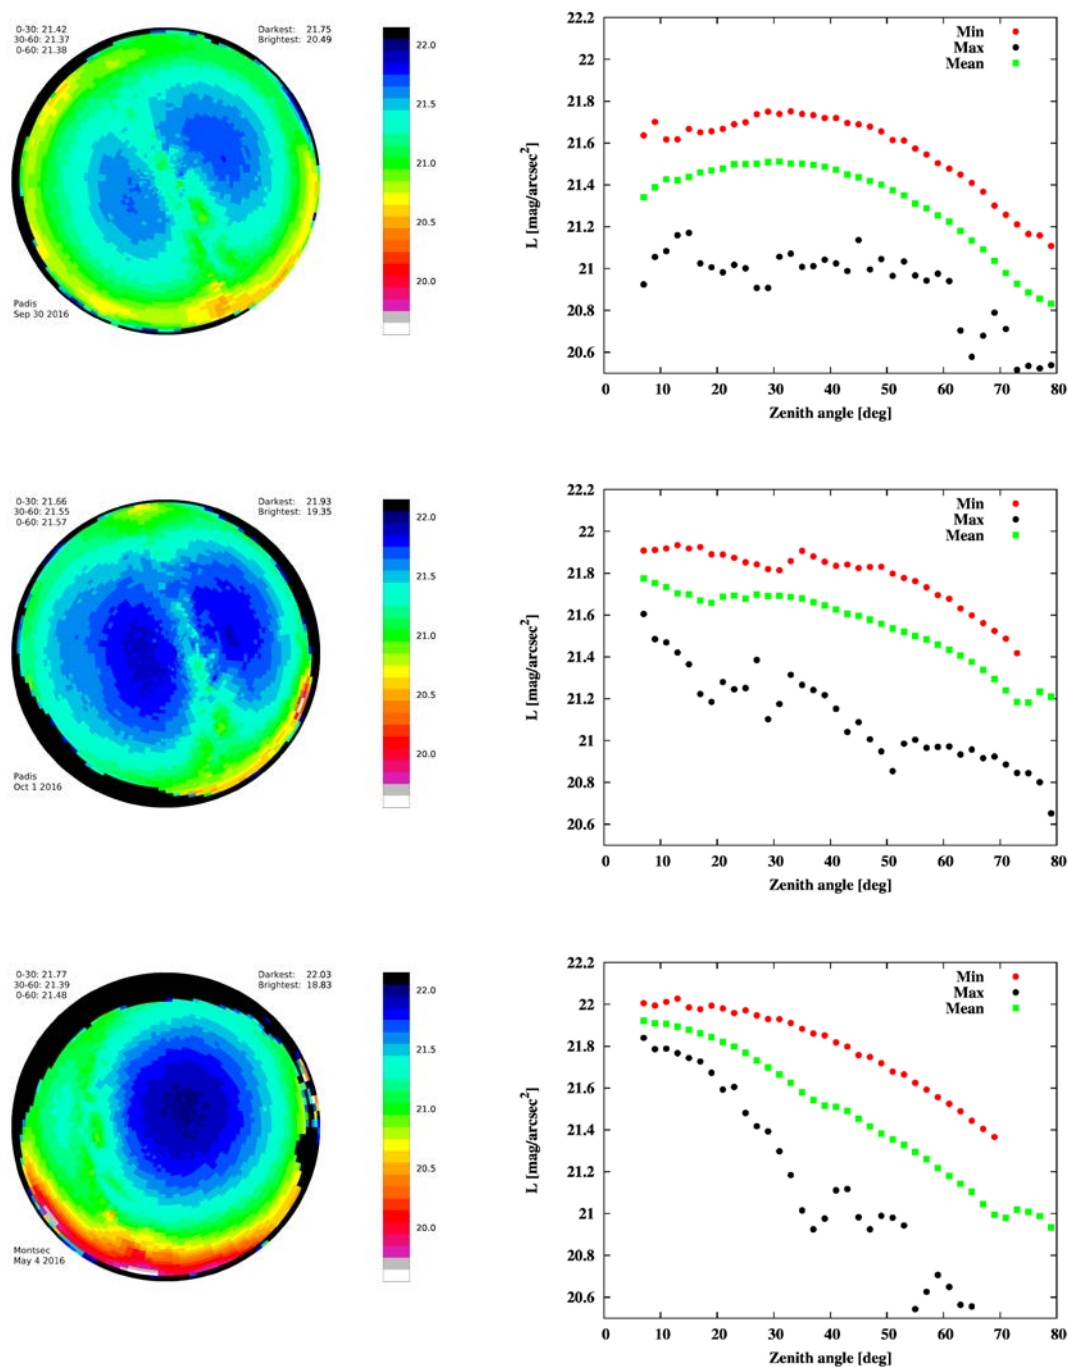 0-30: 21.42
30-60: 21.37
0-60: 21.38
Darkest: 21.75
Brightest: 20.49
22.0
21.5
21.0
20.5
20.0
Padis
Sep 30 2016
22.2
22
21.8
21.6
21.4
21.2
21
20.8
20.6
L [mag/arcsec2]
Min
Max
Mean
0 10 20 30 40 50 60 70 80
Zenith angle [deg]
0-30: 21.66
30-60: 21.55
0-60: 21.57
Darkest: 21.93
Brightest: 19.35
22.0
21.5
21.0
20.5
20.0
Padis
Oct 1 2016
22.2
22
21.8
21.6
21.4
21.2
21
20.8
20.6
L [mag/arcsec2]
Min
Max
Mean
0 10 20 30 40 50 60 70 80
Zenith angle [deg]
0-30: 21.77
30-60: 21.39
0-60: 21.48
Darkest: 22.03
Brightest: 18.83
22.0
21.5
21.0
20.5
20.0
Montsec
May 4 2016
22.2
22
21.8
21.6
21.4
21.2
21
20.8
20.6
L [mag/arcsec2]
Min
Max
Mean
0 10 20 30 40 50 60 70 80
Zenith angle [deg]